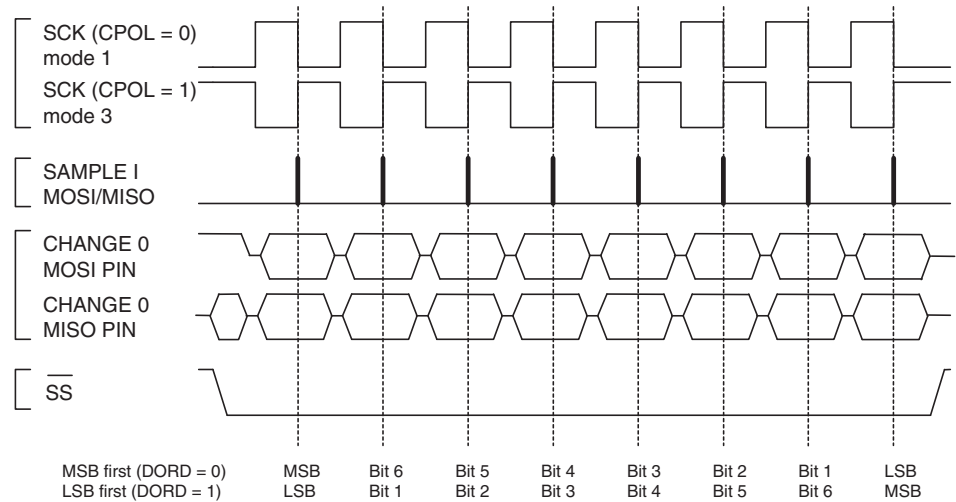 SCK (CPOL = 0)
mode 1
SCK (CPOL = 1)
mode 3
SAMPLE I
MOSI/MISO
CHANGE 0
MOSI PIN
CHANGE 0
MISO PIN
SS
MSB first (DORD = 0) MSB Bit 6 Bit 5 Bit 4 Bit 3 Bit 2 Bit 1 LSB
LSB first (DORD = 1) LSB Bit 1 Bit 2 Bit 3 Bit 4 Bit 5 Bit 6 MSB